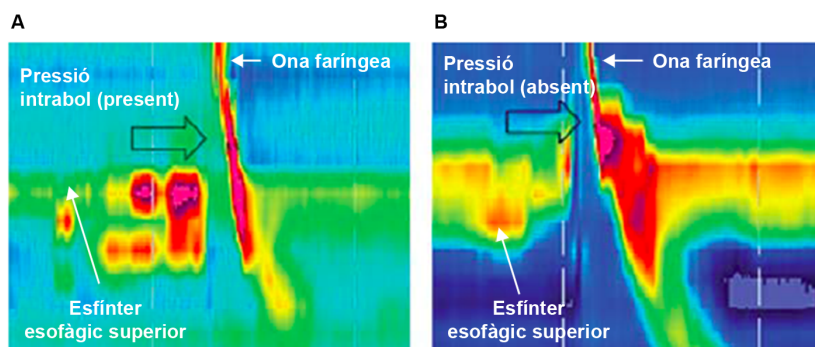 A
Pressió
intrabol (present)
Ona faríngea
Esfínter
esofàgic superior
B
Pressió
intrabol (absent)
Ona faríngea
Esfínter
esofàgic superior